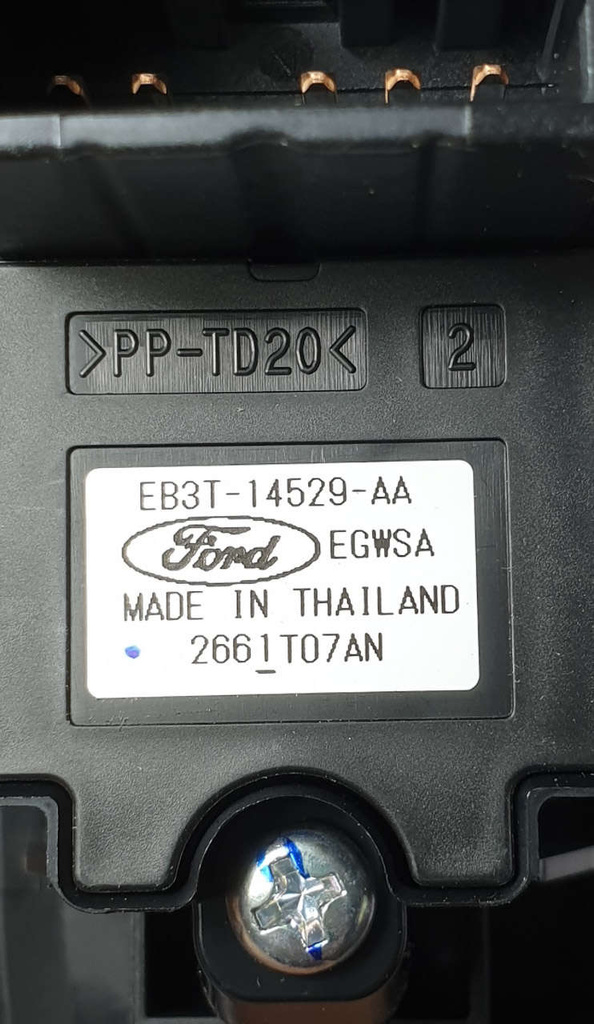 >PP-TD20<
2
EB3T-14529-AA
Ford EGWSA
MADE IN THAILAND
2661T07AN